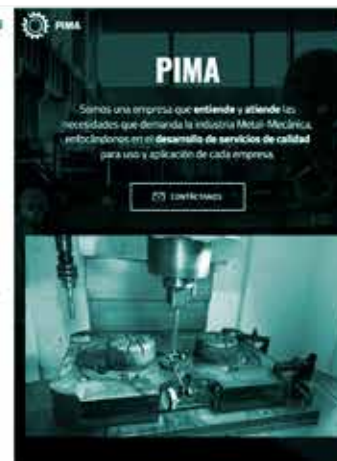 PIMA
PIMA
Somos una empresa que entiende y atiende las
necesidades que demanda la industria Metal-Mecánica,
enfocándonos en el desarrollo de servicios de calidad
para uso y aplicación de cada empresa.
CONTÁCTANOS